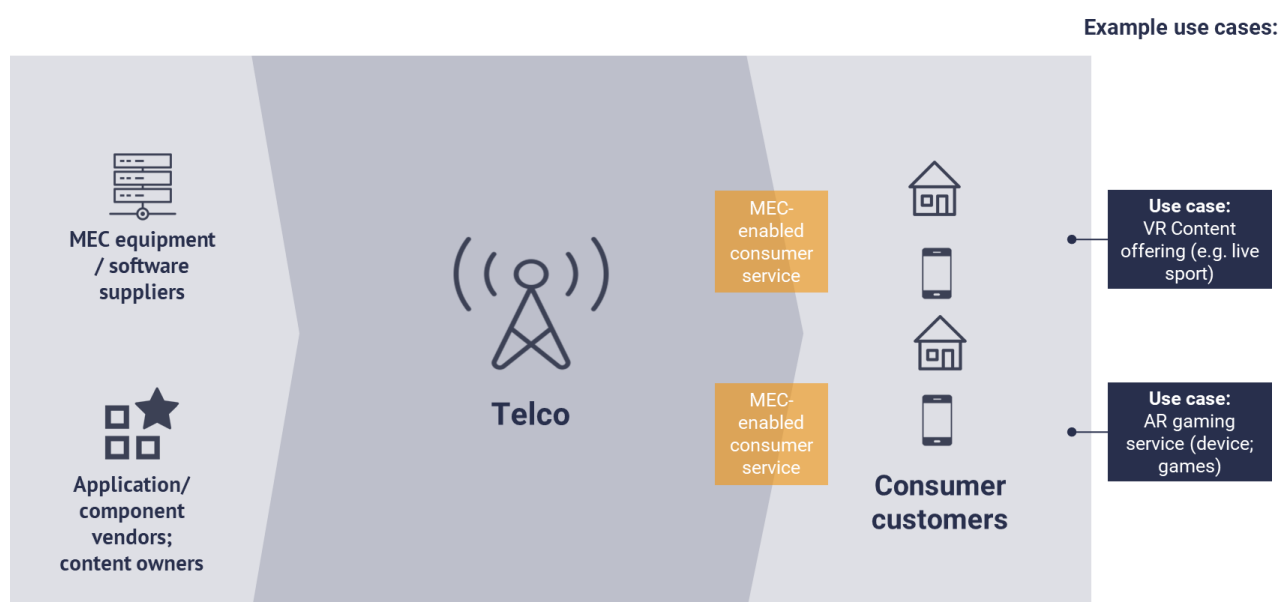 Example use cases:
MEC equipment
/ software
suppliers
Application/
component
vendors;
content owners
Telco
MEC-
enabled
consumer
service
MEC-
enabled
consumer
service
Consumer
customers
Use case:
VR Content
offering (e.g. live
sport)
Use case:
AR gaming
service (device;
games)